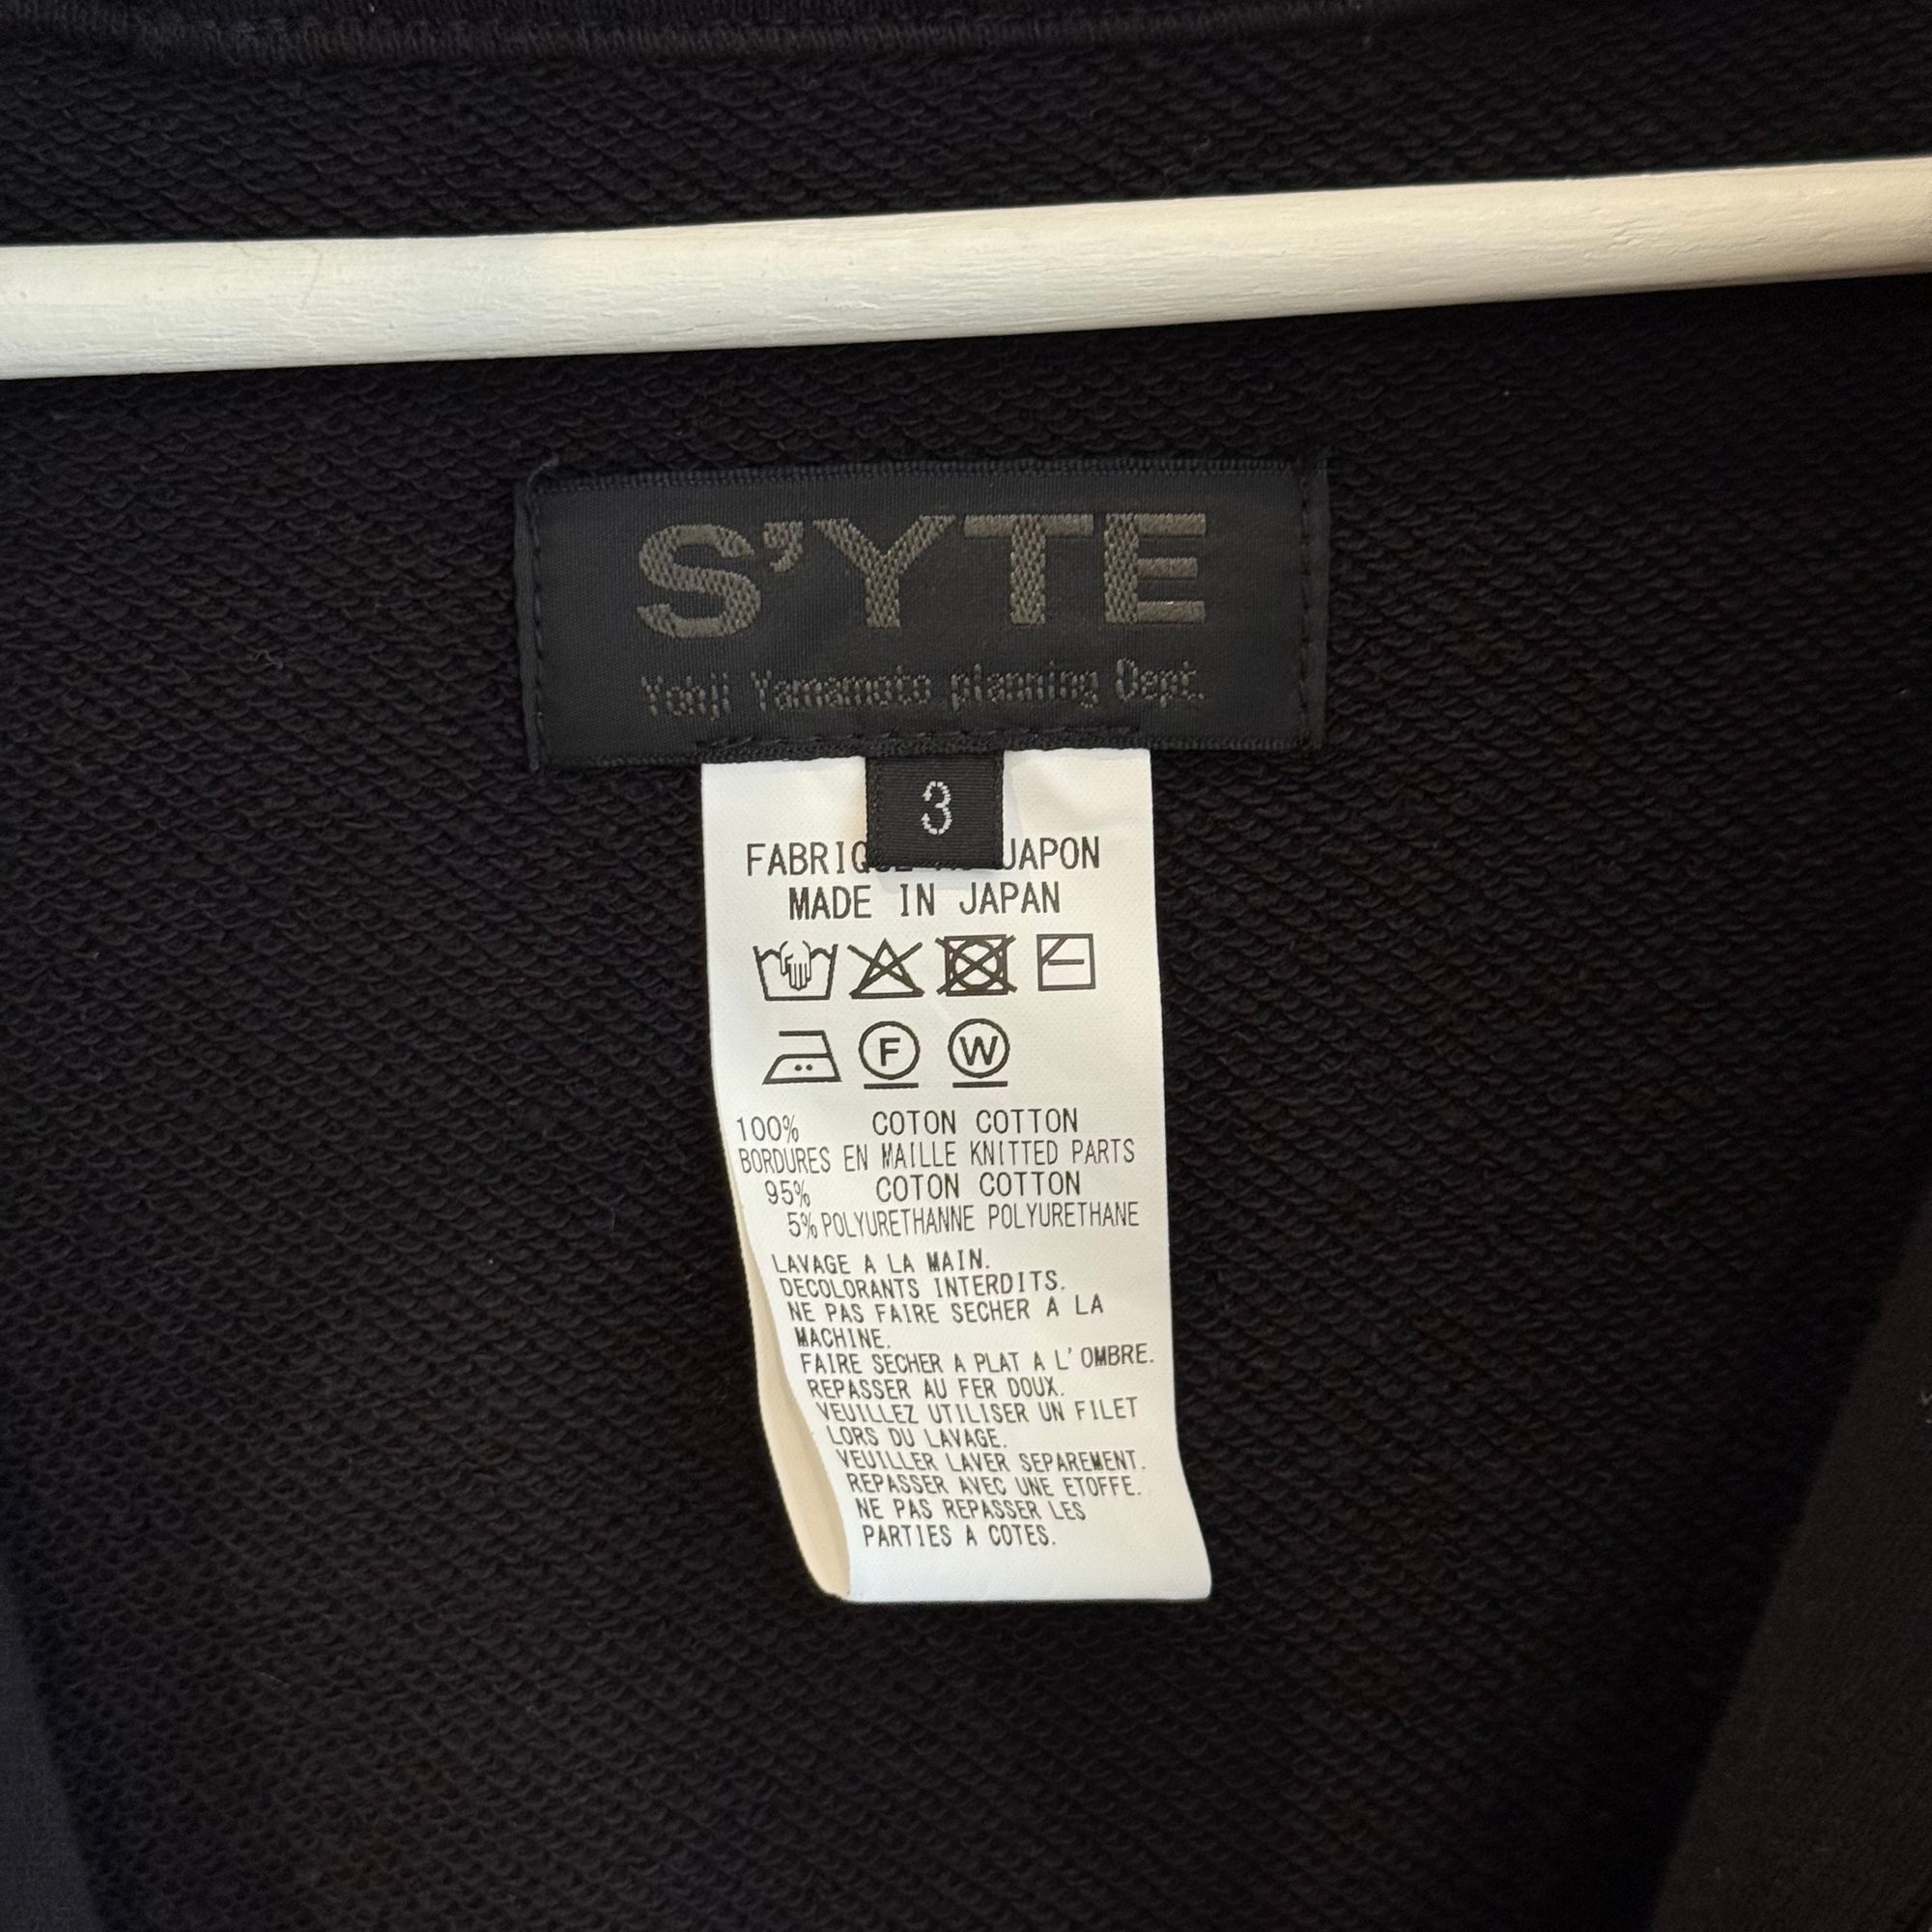 S'YTE
Yohji Yamamoto planning Dept.
3
JAPON
MADE IN JAPAN
F W
100% COTON COTTON
BORDURES EN MAILLE KNITTED PARTS
95% COTON COTTON
5% POLYURETHANNE POLYURETHANE
LAVAGE A LA MAIN.
DECOLORANTS INTERDITS.
NE PAS FAIRE SECHER A LA
MACHINE.
FAIRE SECHER A PLAT A L'OMBRE.
REPASSER AU FER DOUX.
VEUILLEZ UTILISER UN FILET
LORS DU LAVAGE.
VEUILLER LAVER SEPAREMENT.
REPASSER AVEC UNE ETOFFE.
NE PAS REPASSER LES
PARTIES A COTES.